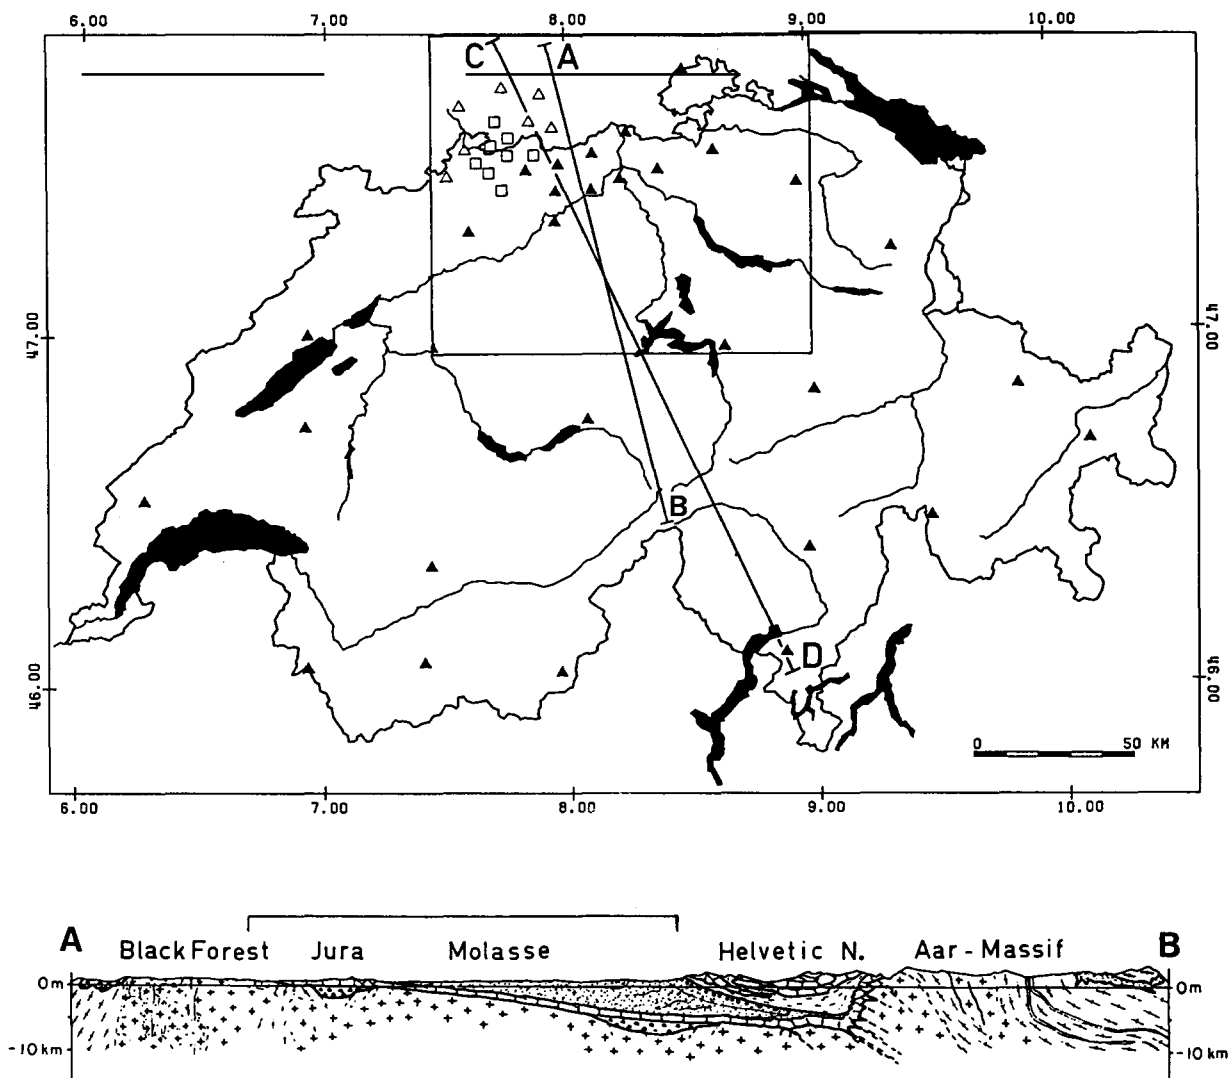 6.00 7.00 8.00 9.00 10.00
C A
47.00 47.00
B
D
46.00 46.00
0 50 KM
6.00 7.00 8.00 9.00 10.00
A B
Black Forest Jura Molasse Helvetic N. Aar-Massif
0m 0m
-10 km -10 km